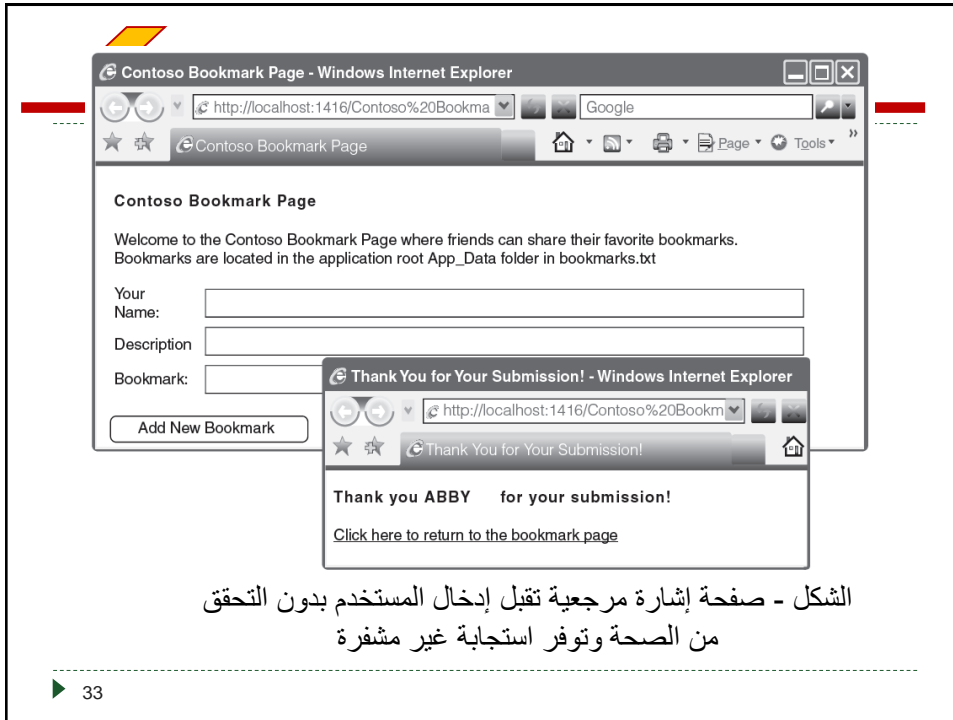 Contoso Bookmark Page - Windows Internet Explorer
http://localhost:1416/Contoso%20Bookma
Google
Contoso Bookmark Page
Page
Tools
»
Contoso Bookmark Page
Welcome to the Contoso Bookmark Page where friends can share their favorite bookmarks.
Bookmarks are located in the application root App_Data folder in bookmarks.txt
Your
Name:
Description
Bookmark:
Add New Bookmark
Thank You for Your Submission! - Windows Internet Explorer
http://localhost:1416/Contoso%20Bookm
Thank You for Your Submission!
Thank you ABBY for your submission!
Click here to return to the bookmark page
الشكل - صفحة إشارة مرجعية تقبل إدخال المستخدم بدون التحقق
من الصحة وتوفر استجابة غير مشفرة
33